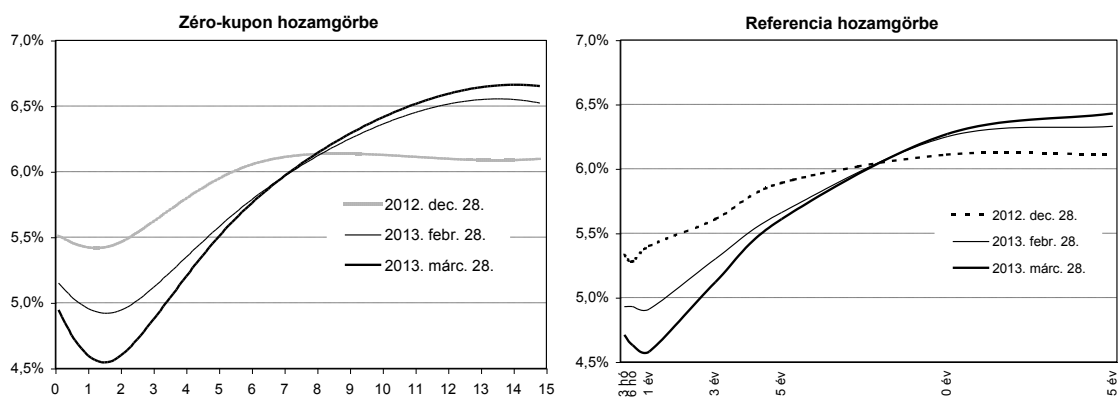 Zéro-kupon hozamgörbe
7,0%
6,5%
6,0%
5,5%
5,0%
4,5%
0 1 2 3 4 5 6 7 8 9 10 11 12 13 14 15
2012. dec. 28.
2013. febr. 28.
2013. márc. 28.
Referencia hozamgörbe
7,0%
6,5%
6,0%
5,5%
5,0%
4,5%
3 hó
6 hó
1 év
3 év
5 év
0 év
5 év
2012. dec. 28.
2013. febr. 28.
2013. márc. 28.